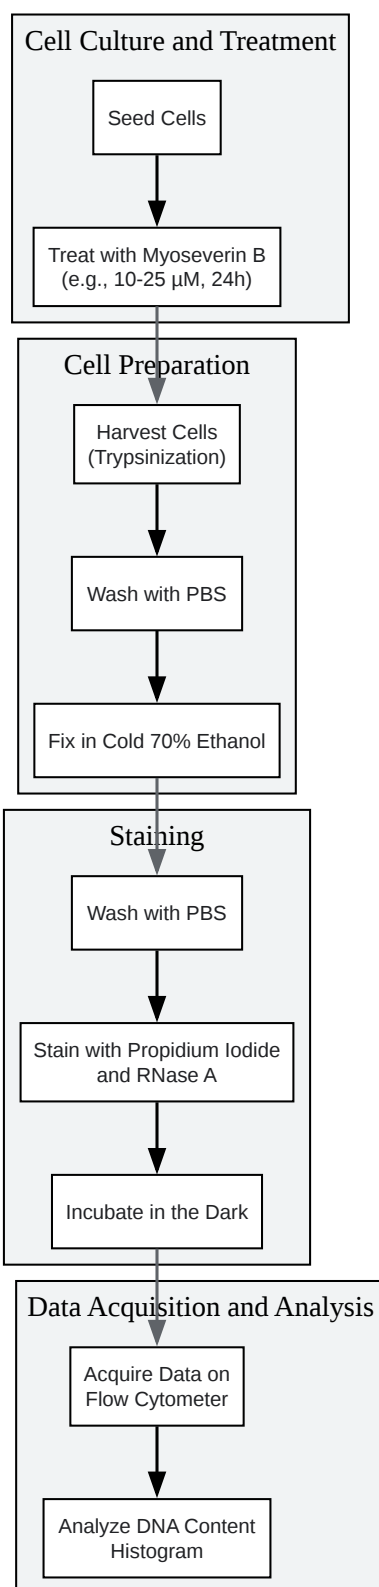 Cell Culture and Treatment
Seed Cells
Treat with Myoseverin B
(e.g., 10-25 µM, 24h)
Cell Preparation
Harvest Cells
(Trypsinization)
Wash with PBS
Fix in Cold 70% Ethanol
Staining
Wash with PBS
Stain with Propidium Iodide
and RNase A
Incubate in the Dark
Data Acquisition and Analysis
Acquire Data on
Flow Cytometer
Analyze DNA Content
Histogram